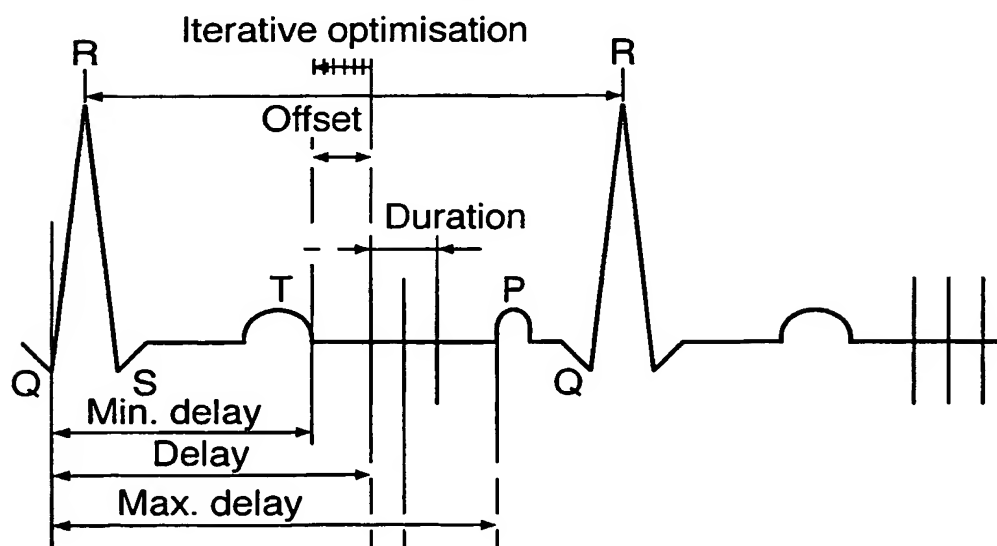 Iterative optimisation
R R
Offset
Duration
T P
Q S Q
Min. delay
Delay
Max. delay